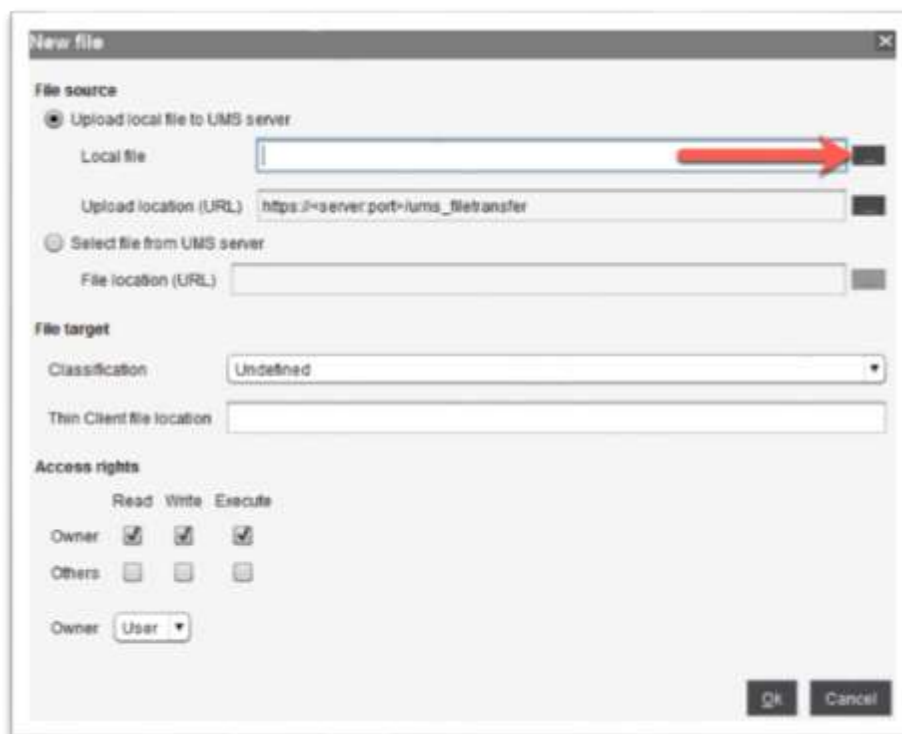 New file
File source
Upload local file to UMS server
Local file
...
Upload location (URL) https://<server:port>/ums_filetransfer
Select file from UMS server
File location (URL)
File target
Classification Undefined
Thin Client file location
Access rights
Read Write Execute
Owner
Others
Owner User
Ok Cancel